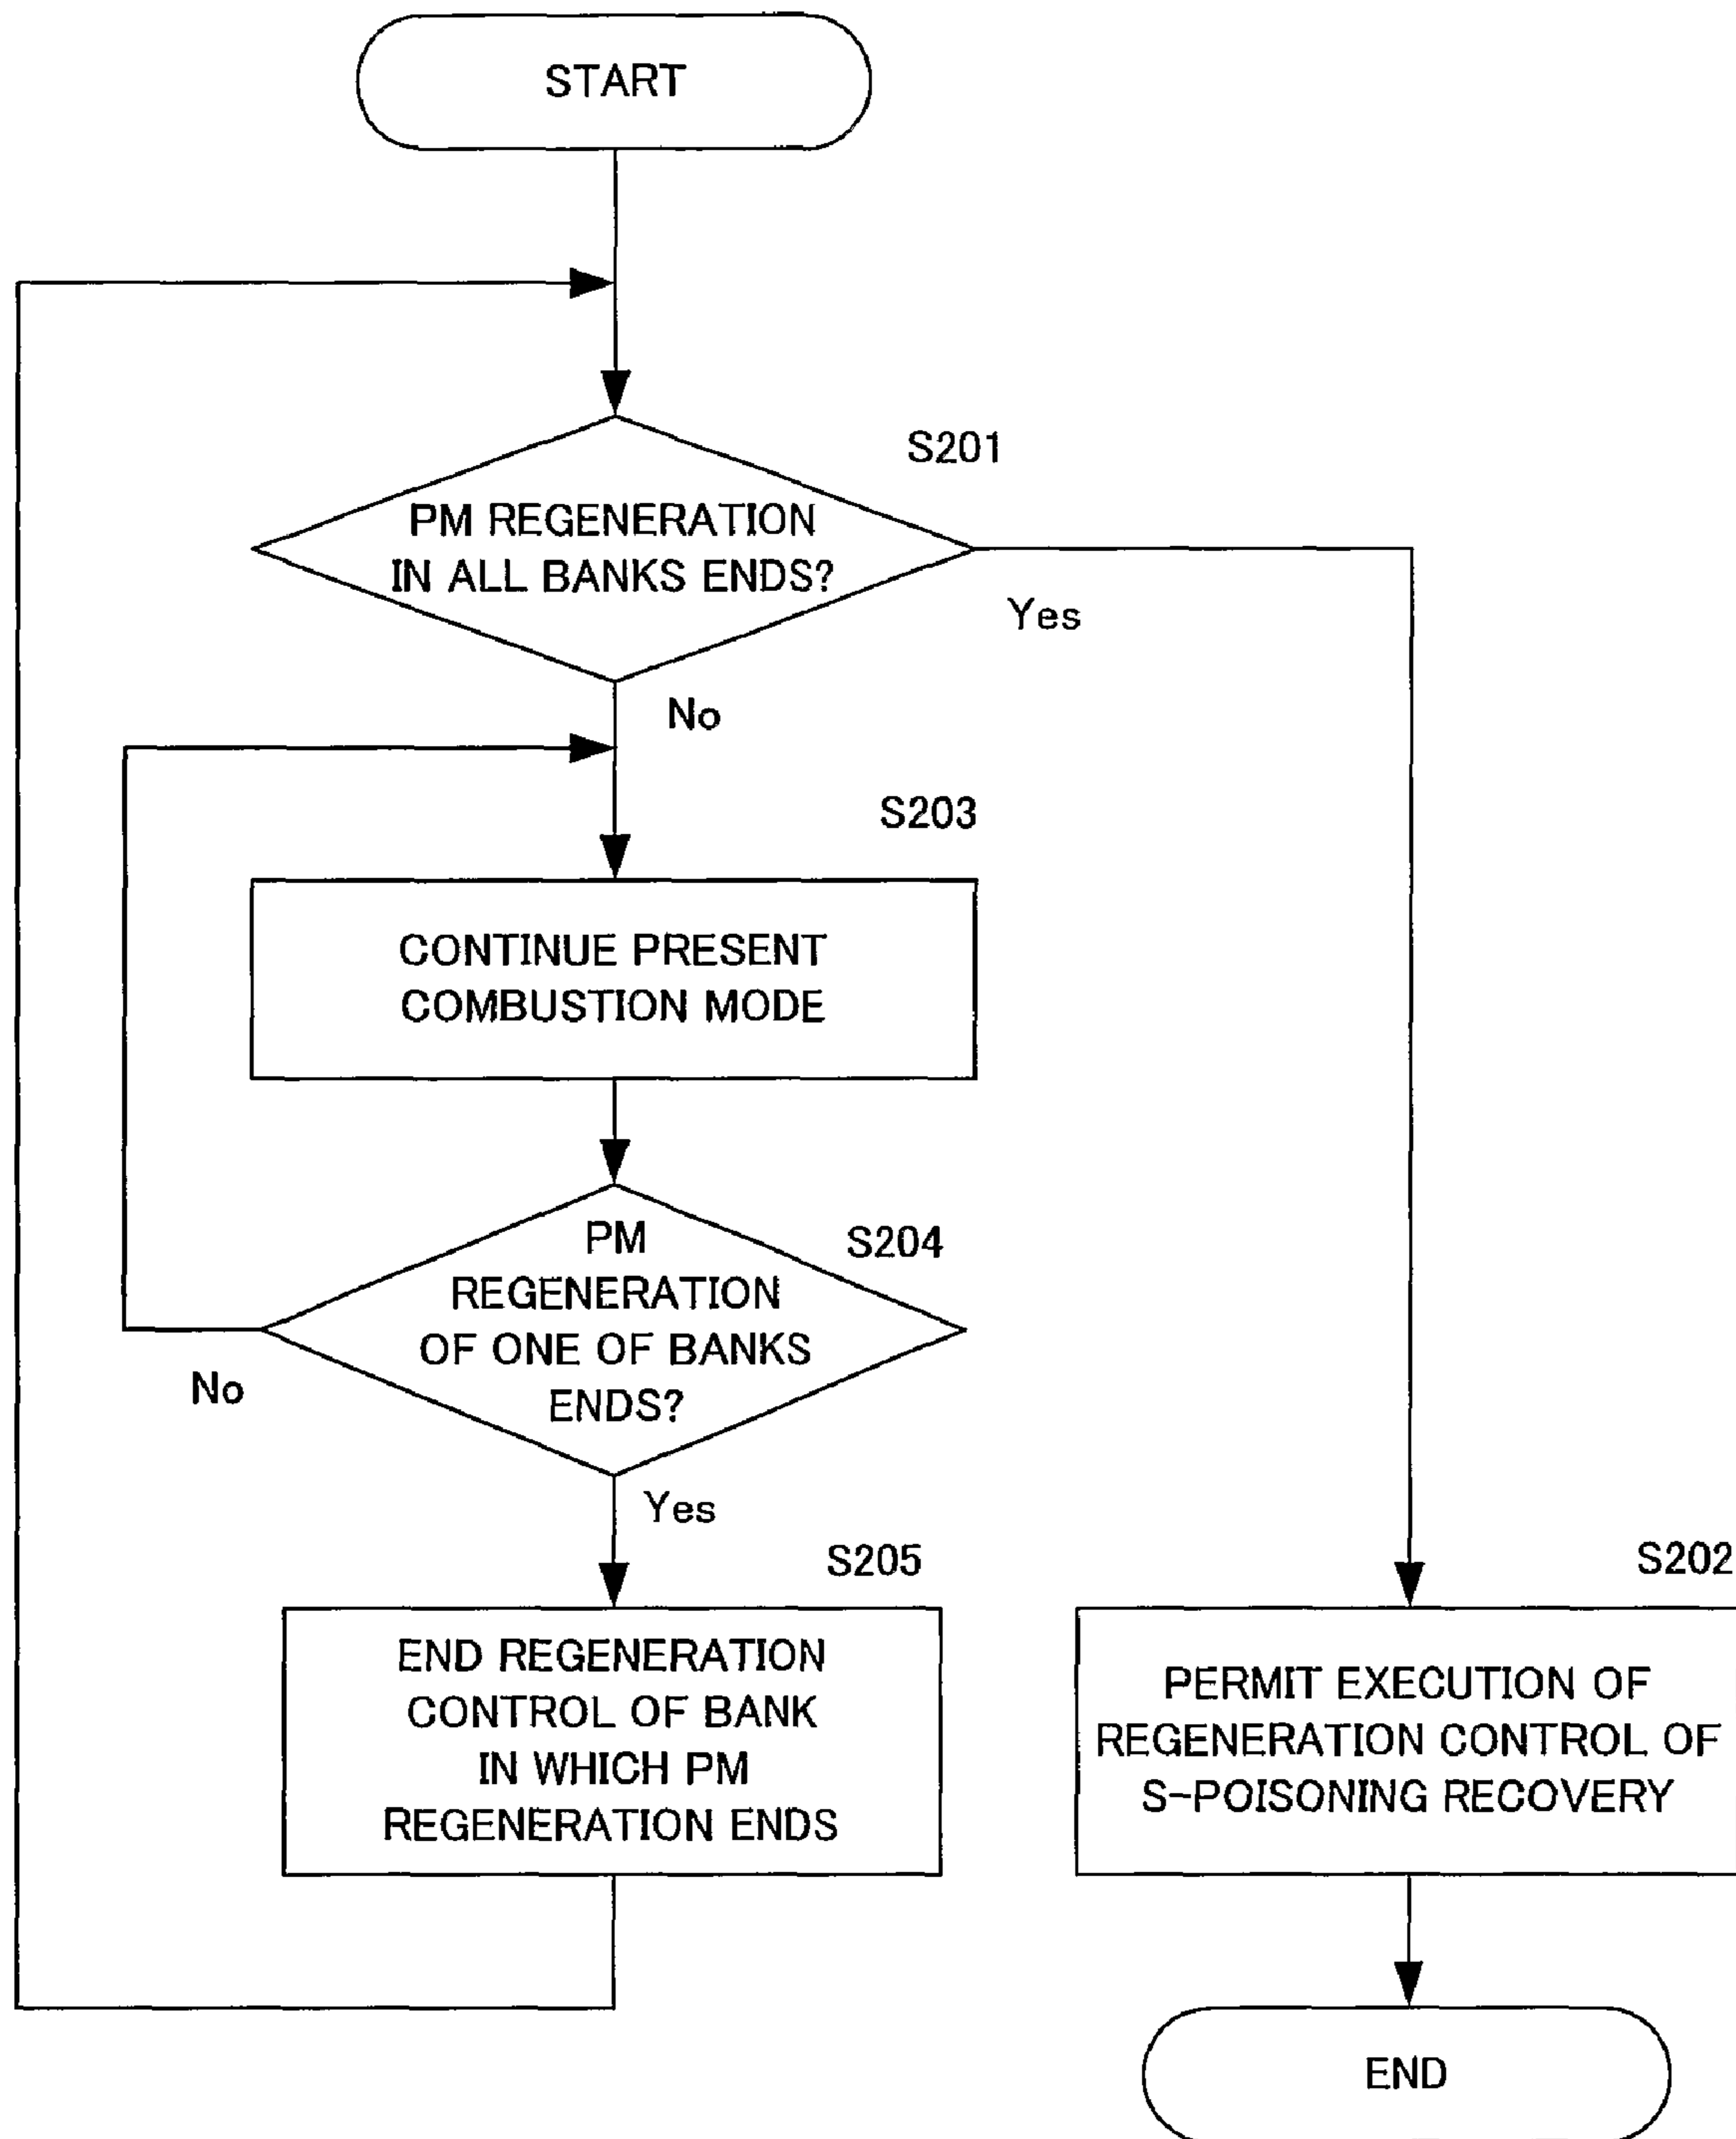 START
S201
PM REGENERATION
IN ALL BANKS ENDS?
Yes
No
S203
CONTINUE PRESENT
COMBUSTION MODE
S204
PM
REGENERATION
OF ONE OF BANKS
ENDS?
No
Yes
S205
END REGENERATION
CONTROL OF BANK
IN WHICH PM
REGENERATION ENDS
S202
PERMIT EXECUTION OF
REGENERATION CONTROL OF
S-POISONING RECOVERY
END